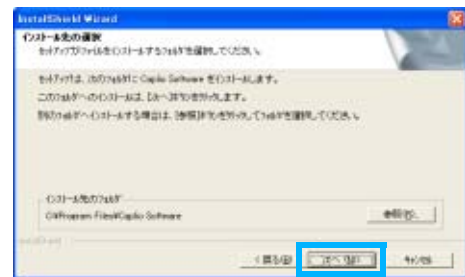 InstallShield Wizard
インストール先の選択
セットアップがファイルをインストールするフォルダを選択してください。
セットアップは、次のフォルダに Caplio Software をインストールします。
このフォルダへのインストールは、[次へ]ボタンをクリックします。
別のフォルダへインストールする場合は、[参照]ボタンをクリックしてフォルダを選択してください。
インストール先のフォルダ
C:¥Program Files¥Caplio Software
参照(R)...
InstallShield
< 戻る(B)
次へ(N) >
キャンセル